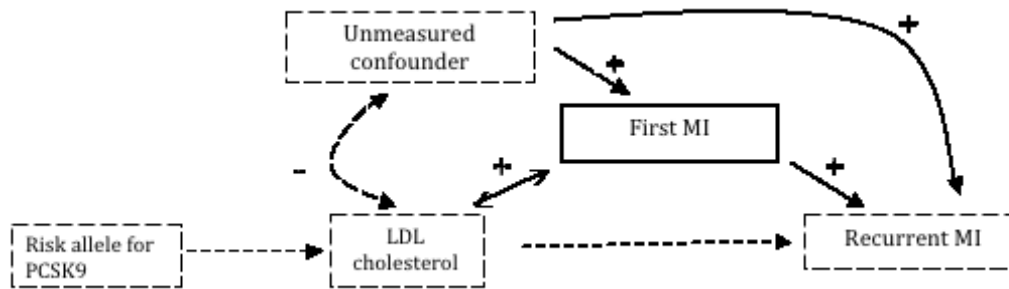 Unmeasured
confounder
+
+
First MI
-
+
+
Risk allele for
PCSK9
LDL
cholesterol
Recurrent MI